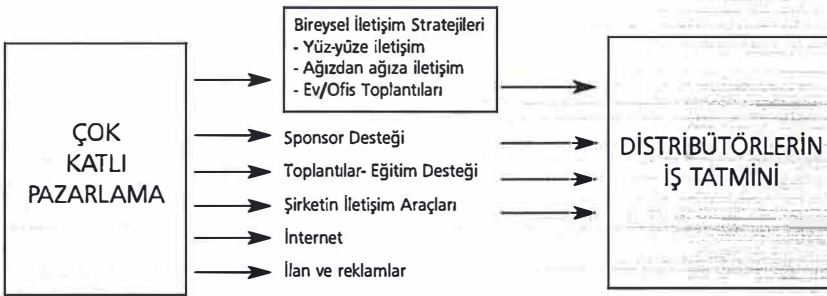 ÇOK
KATLI
PAZARLAMA
Bireysel İletişim Stratejileri
- Yüz-yüze iletişim
- Ağızdan ağıza iletişim
- Ev/Ofis Toplantıları
Sponsor Desteği
Toplantılar- Eğitim Desteği
Şirketin İletişim Araçları
İnternet
İlan ve reklamlar
DİSTRİBÜTÖRLERİN
İŞ TATMİNİ